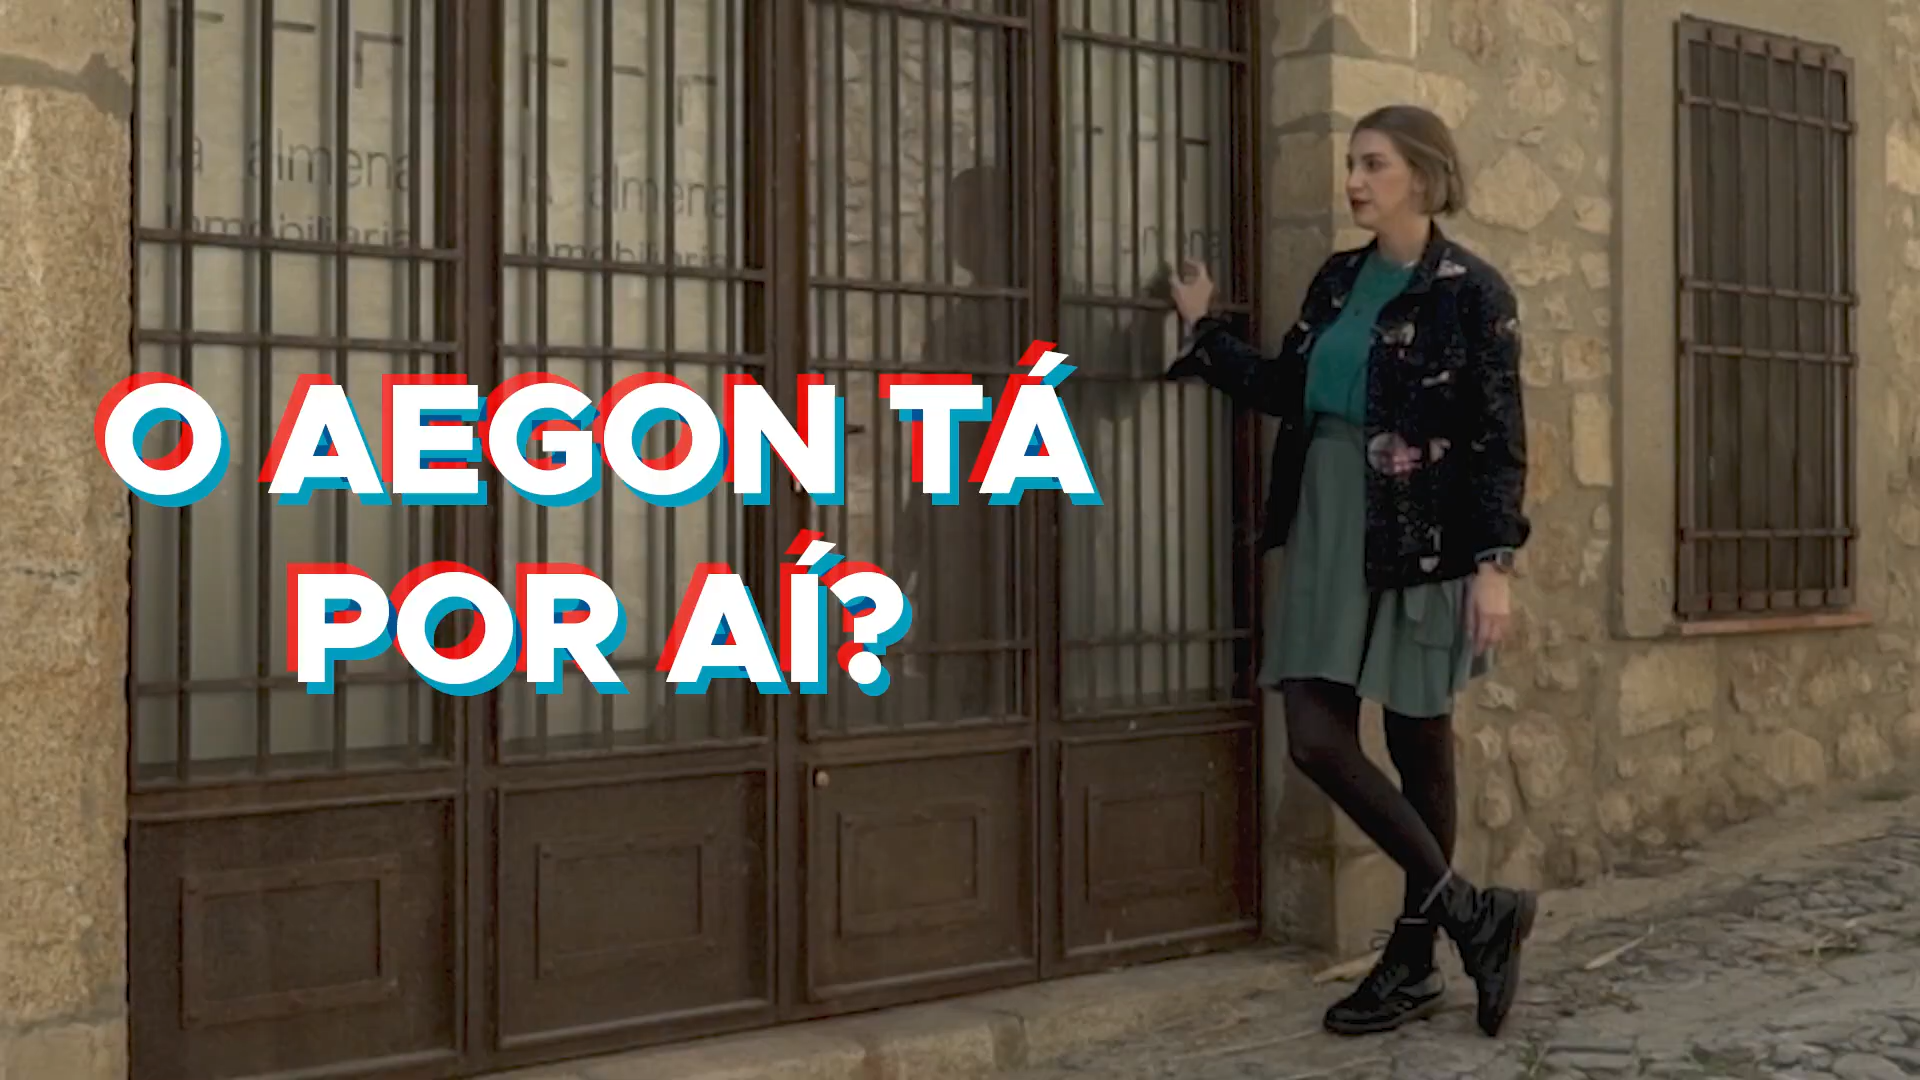 la almena
Inmobiliaria
la almena
Inmobiliaria
O AEGON TÁ
POR AÍ?